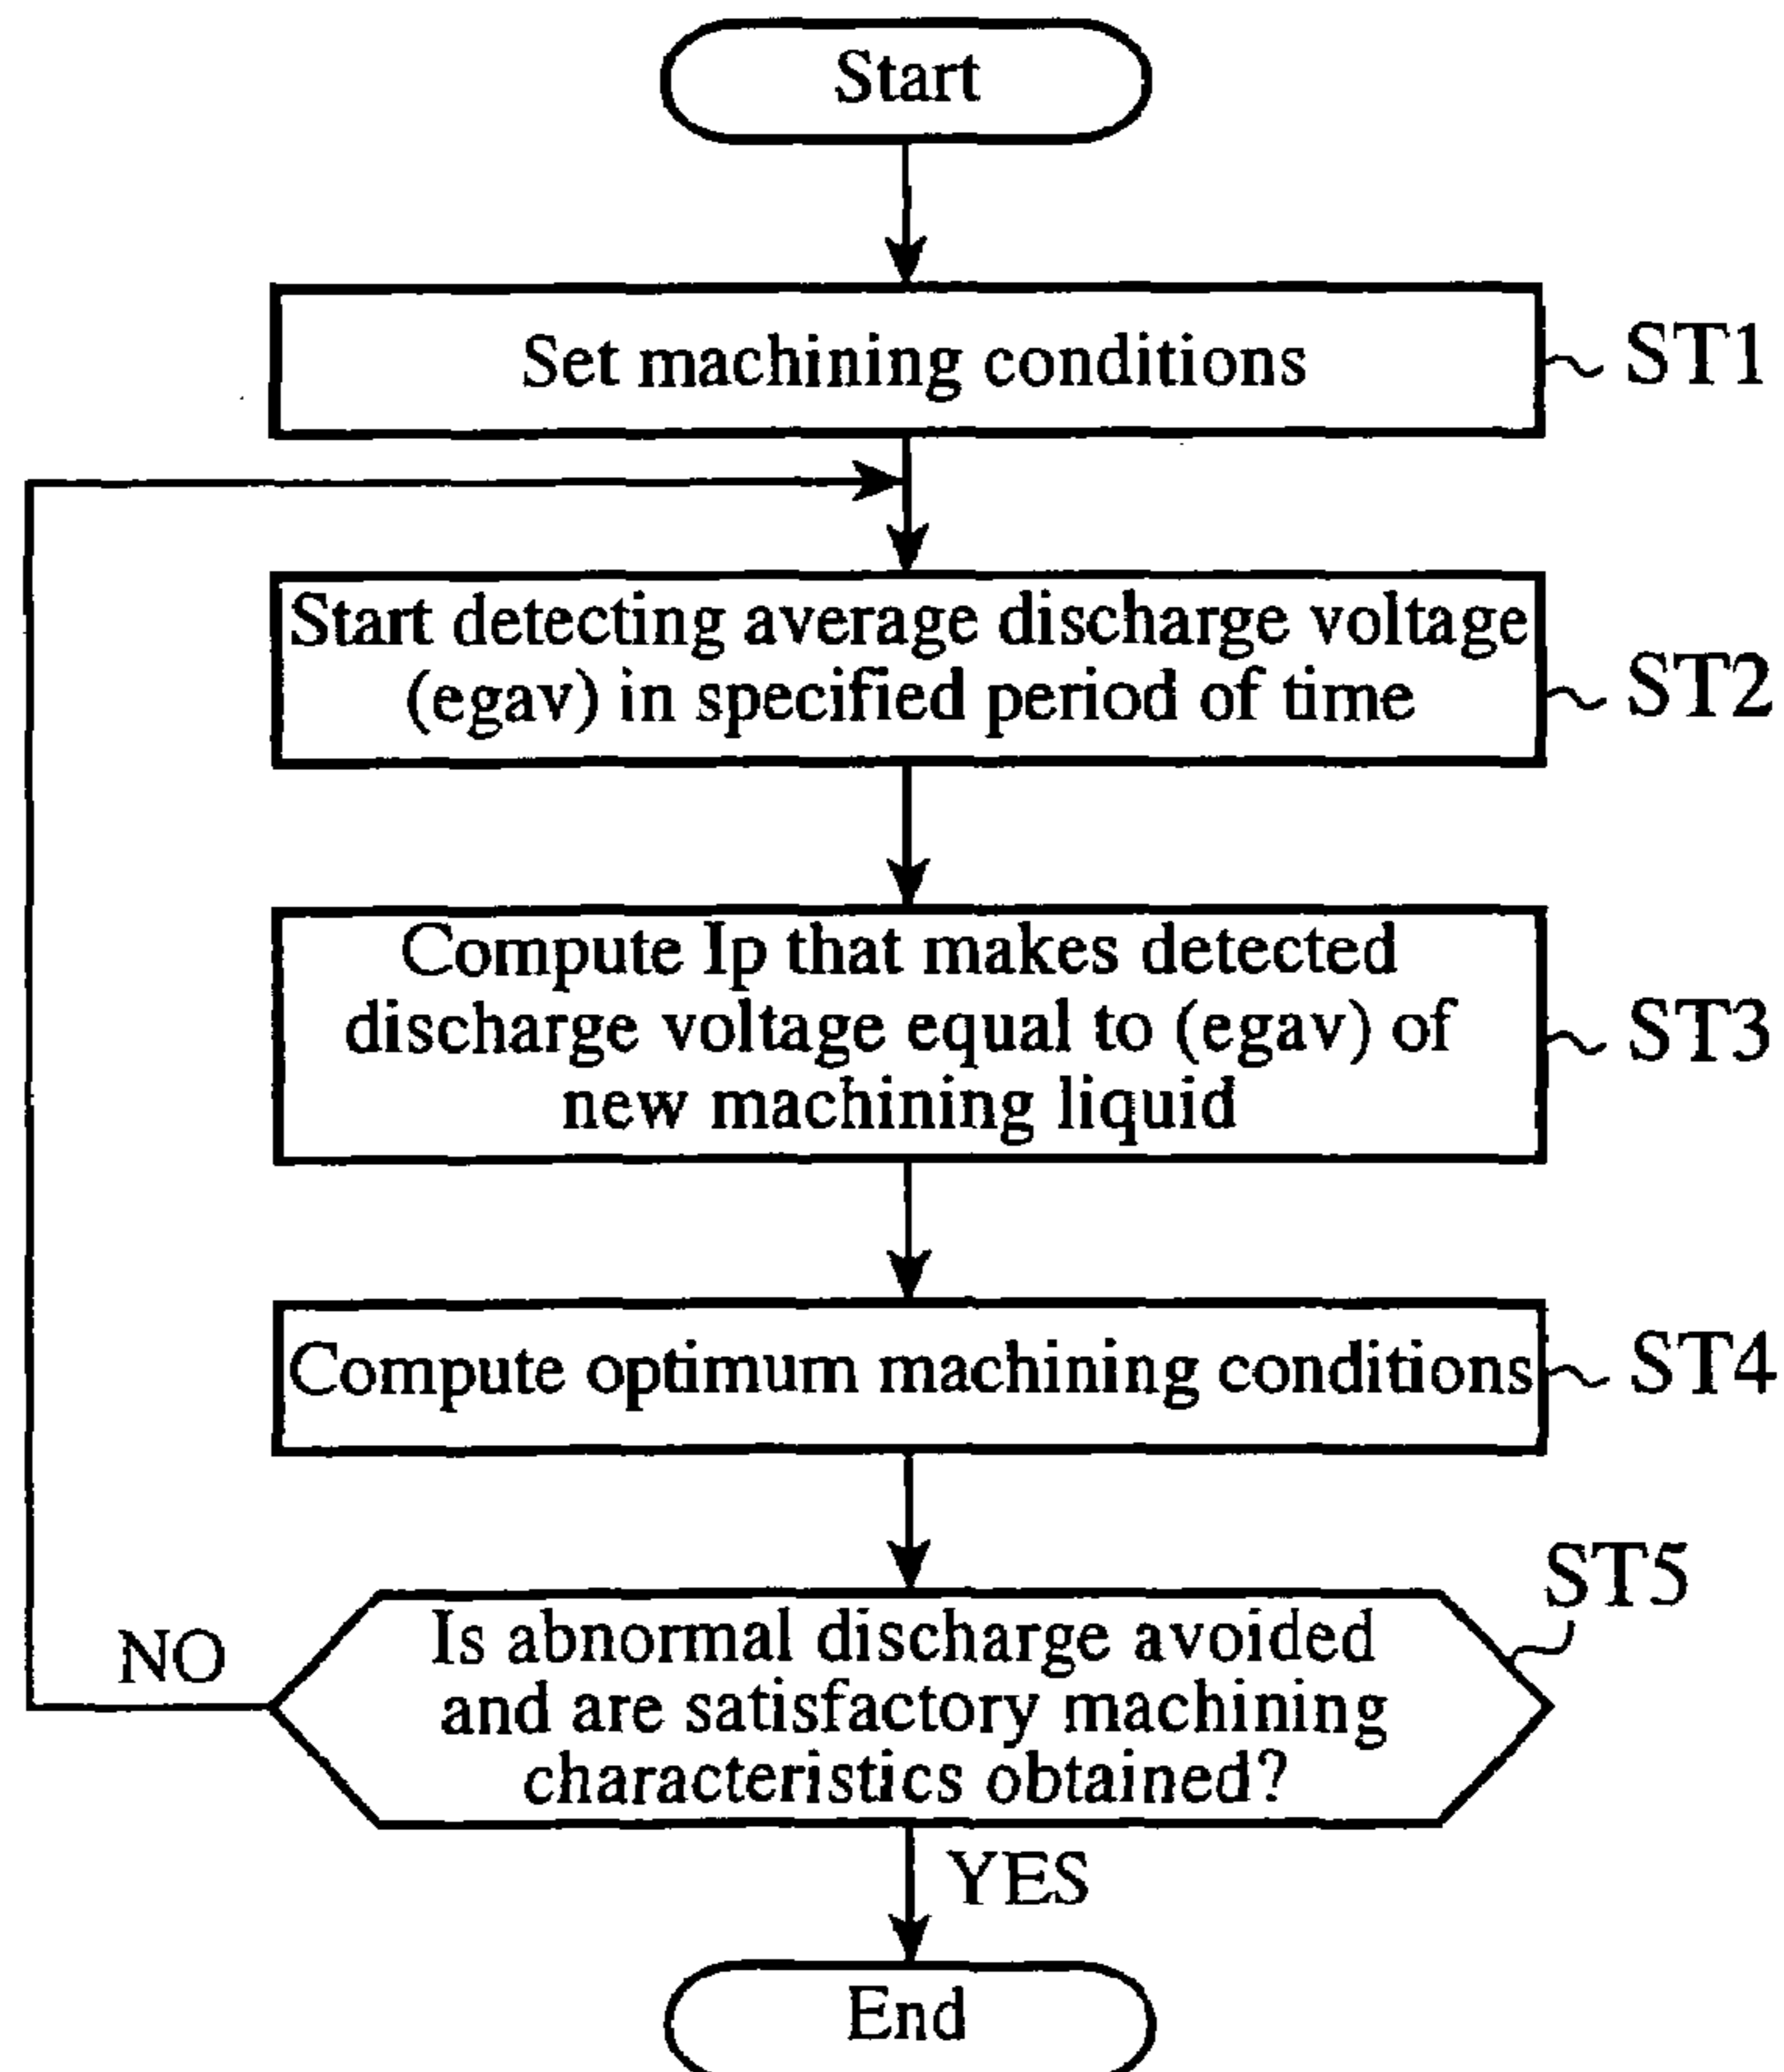 Start
Set machining conditions
ST1
Start detecting average discharge voltage
(egav) in specified period of time
ST2
Compute Ip that makes detected
discharge voltage equal to (egav) of
new machining liquid
ST3
Compute optimum machining conditions
ST4
ST5
Is abnormal discharge avoided
and are satisfactory machining
characteristics obtained?
NO
YES
End